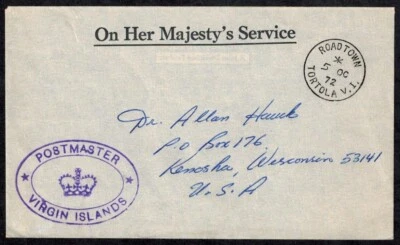 On Her Majesty's Service
ROAD TOWN
*
5 OC
72
TORTOLA V.I.
Dr. Allan Hauck
P.O Box 176
Kenosha, Wisconsin 53141
U.S.A
POSTMASTER
VIRGIN ISLANDS